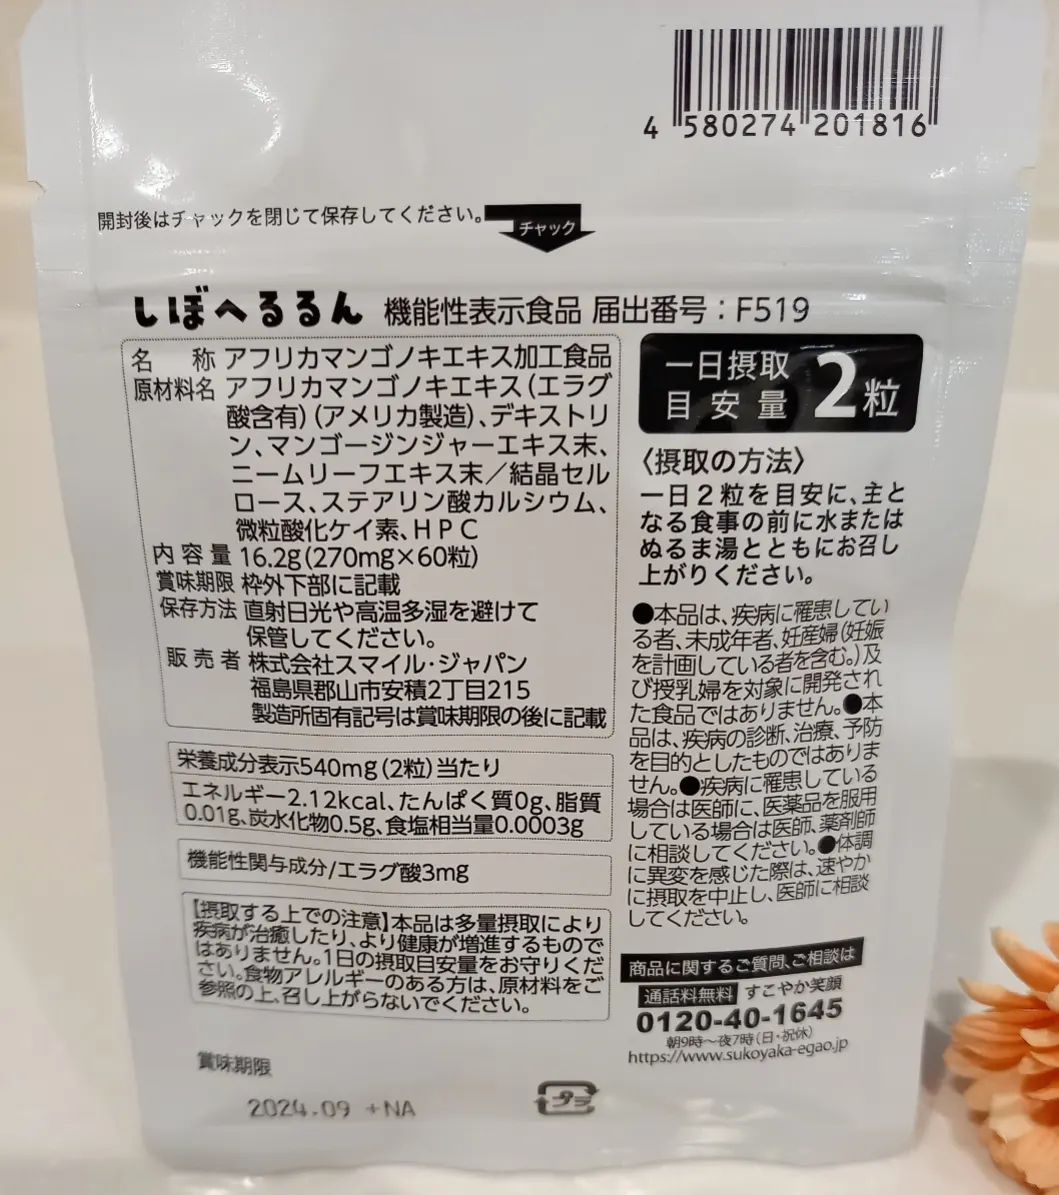 4 580274 201816
開封後はチャックを閉じて保存してください。
チャック
しぼへるるん 機能性表示食品 届出番号：F519
名称 アフリカマンゴノキエキス加工食品
原材料名 アフリカマンゴノキエキス（エラグ
酸含有）（アメリカ製造）、デキストリ
ン、マンゴージンジャーエキス末、
ニームリーフエキス末／結晶セル
ロース、ステアリン酸カルシウム、
微粒酸化ケイ素、HPC
内容量 16.2g(270mg×60粒)
賞味期限 枠外下部に記載
保存方法 直射日光や高温多湿を避けて
保管してください。
販売者 株式会社スマイル・ジャパン
福島県郡山市安積2丁目215
製造所固有記号は賞味期限の後に記載
栄養成分表示540mg(2粒)当たり
エネルギー2.12kcal、たんぱく質0g、脂質
0.01g、炭水化物0.5g、食塩相当量0.0003g
機能性関与成分/エラグ酸3mg
【摂取する上での注意】本品は多量摂取により
疾病が治癒したり、より健康が増進するもので
はありません。1日の摂取目安量をお守りくだ
さい。食物アレルギーのある方は、原材料をご
参照の上、召し上がらないでください。
賞味期限
2024.09 +NA
一日摂取
目安量 2粒
〈摂取の方法〉
一日2粒を目安に、主と
なる食事の前に水または
ぬるま湯とともにお召し
上がりください。
●本品は、疾病に罹患してい
る者、未成年者、妊産婦（妊娠
を計画している者を含む。）及
び授乳婦を対象に開発され
た食品ではありません。●本
品は、疾病の診断、治療、予防
を目的としたものではありま
せん。●疾病に罹患している
場合は医師に、医薬品を服用
している場合は医師、薬剤師
に相談してください。●体調
に異変を感じた際は、速やか
に摂取を中止し、医師に相談
してください。
商品に関するご質問、ご相談は
通話料無料 すこやか笑顔
0120-40-1645
朝9時～夜7時（日・祝休）
https://www.sukoyaka-egao.jp
プラ